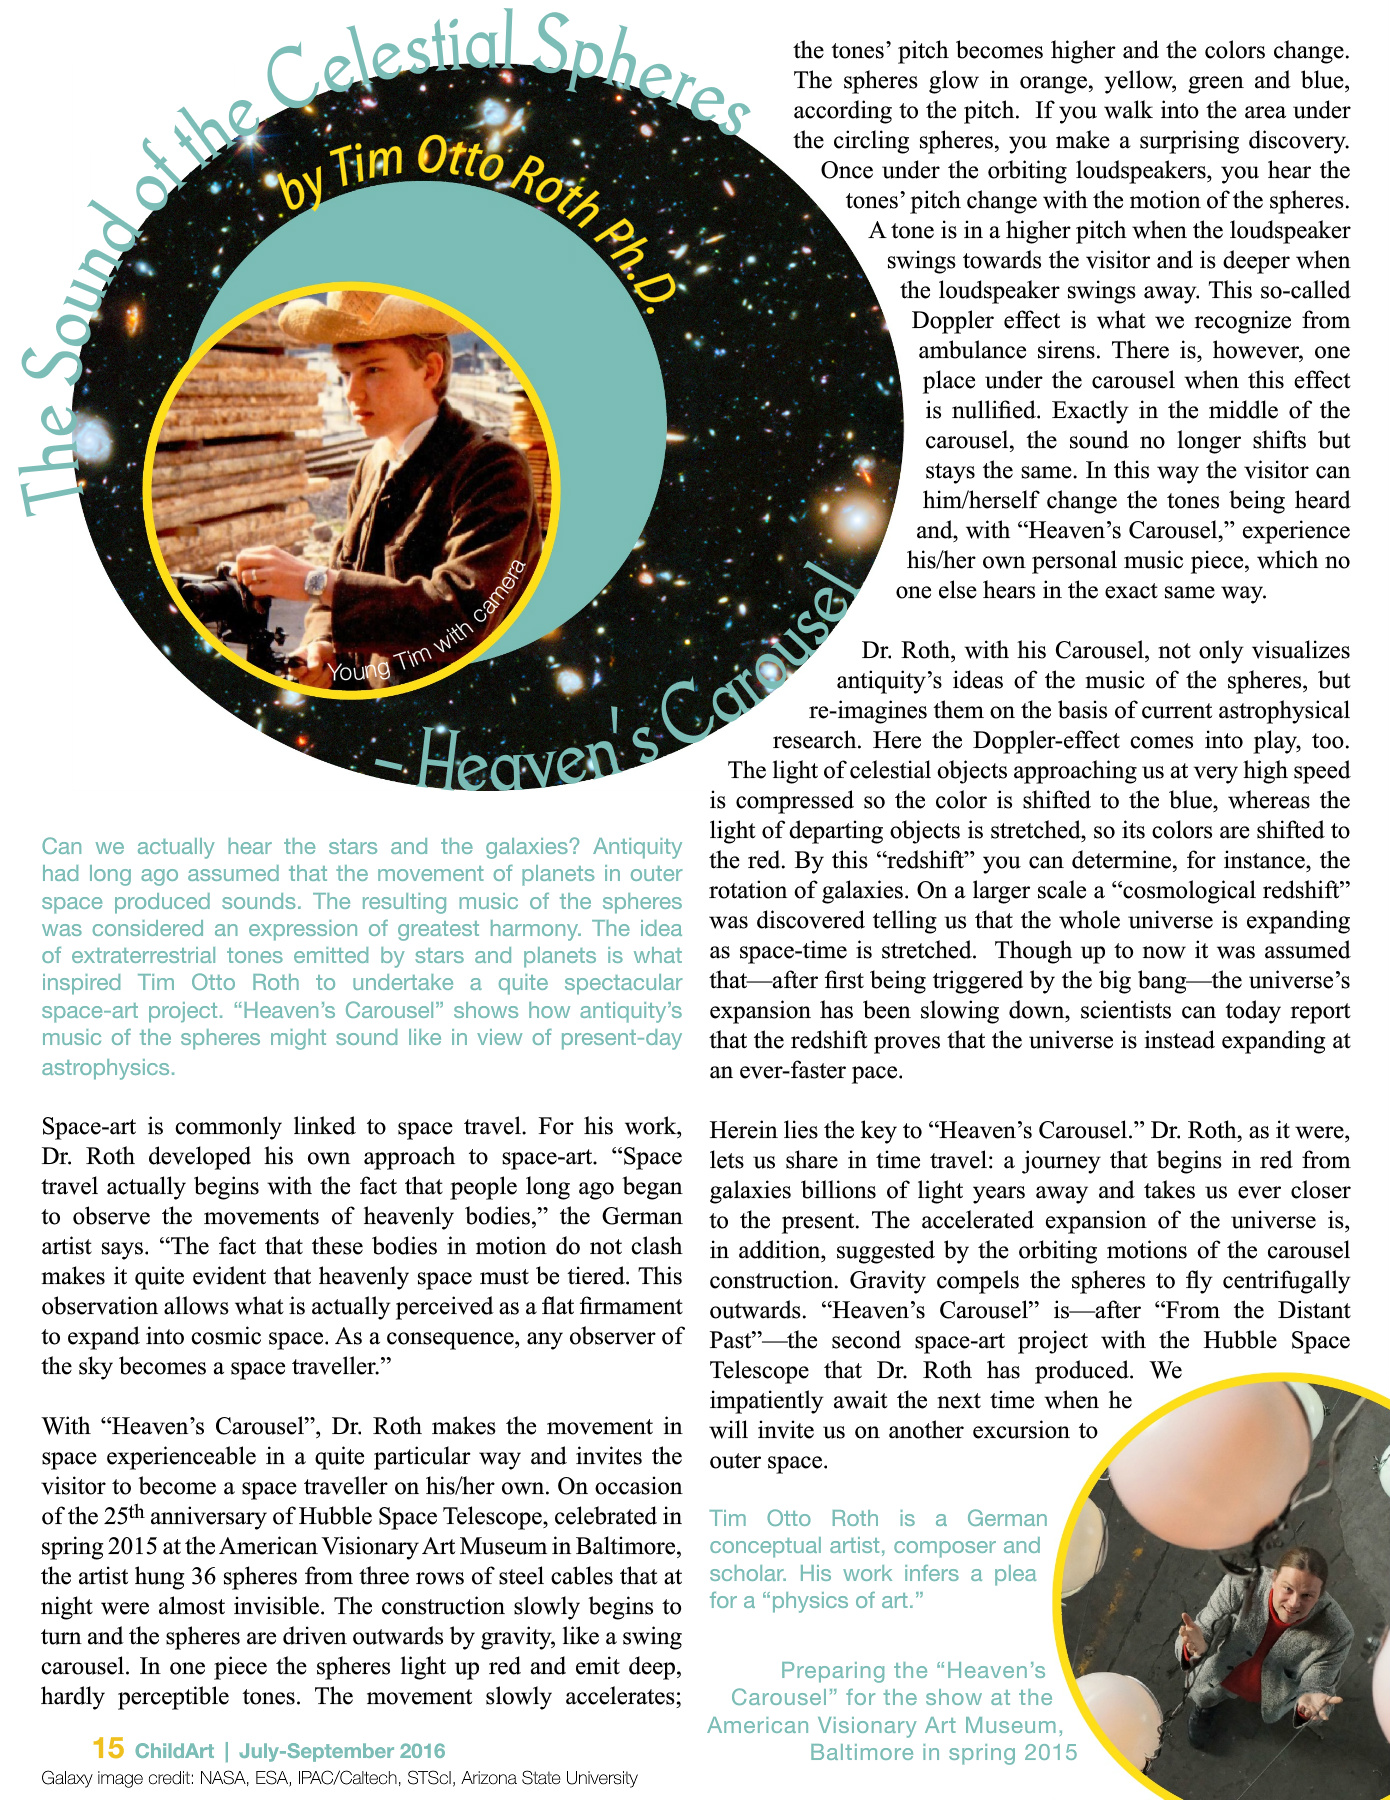 The Sound of the Celestial Spheres
by Tim Otto Roth Ph.D.
Young Tim with camera
– Heaven's Carousel
Can we actually hear the stars and the galaxies? Antiquity
had long ago assumed that the movement of planets in outer
space produced sounds. The resulting music of the spheres
was considered an expression of greatest harmony. The idea
of extraterrestrial tones emitted by stars and planets is what
inspired Tim Otto Roth to undertake a quite spectacular
space-art project. “Heaven’s Carousel” shows how antiquity’s
music of the spheres might sound like in view of present-day
astrophysics.
Space-art is commonly linked to space travel. For his work,
Dr. Roth developed his own approach to space-art. “Space
travel actually begins with the fact that people long ago began
to observe the movements of heavenly bodies,” the German
artist says. “The fact that these bodies in motion do not clash
makes it quite evident that heavenly space must be tiered. This
observation allows what is actually perceived as a flat firmament
to expand into cosmic space. As a consequence, any observer of
the sky becomes a space traveller.”
With “Heaven’s Carousel”, Dr. Roth makes the movement in
space experienceable in a quite particular way and invites the
visitor to become a space traveller on his/her own. On occasion
of the 25th anniversary of Hubble Space Telescope, celebrated in
spring 2015 at the American Visionary Art Museum in Baltimore,
the artist hung 36 spheres from three rows of steel cables that at
night were almost invisible. The construction slowly begins to
turn and the spheres are driven outwards by gravity, like a swing
carousel. In one piece the spheres light up red and emit deep,
hardly perceptible tones. The movement slowly accelerates;
the tones’ pitch becomes higher and the colors change.
The spheres glow in orange, yellow, green and blue,
according to the pitch. If you walk into the area under
the circling spheres, you make a surprising discovery.
Once under the orbiting loudspeakers, you hear the
tones’ pitch change with the motion of the spheres.
A tone is in a higher pitch when the loudspeaker
swings towards the visitor and is deeper when
the loudspeaker swings away. This so-called
Doppler effect is what we recognize from
ambulance sirens. There is, however, one
place under the carousel when this effect
is nullified. Exactly in the middle of the
carousel, the sound no longer shifts but
stays the same. In this way the visitor can
him/herself change the tones being heard
and, with “Heaven’s Carousel,” experience
his/her own personal music piece, which no
one else hears in the exact same way.
Dr. Roth, with his Carousel, not only visualizes
antiquity’s ideas of the music of the spheres, but
re-imagines them on the basis of current astrophysical
research. Here the Doppler-effect comes into play, too.
The light of celestial objects approaching us at very high speed
is compressed so the color is shifted to the blue, whereas the
light of departing objects is stretched, so its colors are shifted to
the red. By this “redshift” you can determine, for instance, the
rotation of galaxies. On a larger scale a “cosmological redshift”
was discovered telling us that the whole universe is expanding
as space-time is stretched. Though up to now it was assumed
that—after first being triggered by the big bang—the universe’s
expansion has been slowing down, scientists can today report
that the redshift proves that the universe is instead expanding at
an ever-faster pace.
Herein lies the key to “Heaven’s Carousel.” Dr. Roth, as it were,
lets us share in time travel: a journey that begins in red from
galaxies billions of light years away and takes us ever closer
to the present. The accelerated expansion of the universe is,
in addition, suggested by the orbiting motions of the carousel
construction. Gravity compels the spheres to fly centrifugally
outwards. “Heaven’s Carousel” is—after “From the Distant
Past”—the second space-art project with the Hubble Space
Telescope that Dr. Roth has produced. We
impatiently await the next time when he
will invite us on another excursion to
outer space.
Tim Otto Roth is a German
conceptual artist, composer and
scholar. His work infers a plea
for a “physics of art.”
Preparing the “Heaven’s
Carousel” for the show at the
American Visionary Art Museum,
Baltimore in spring 2015
15 ChildArt | July-September 2016
Galaxy image credit: NASA, ESA, IPAC/Caltech, STScI, Arizona State University